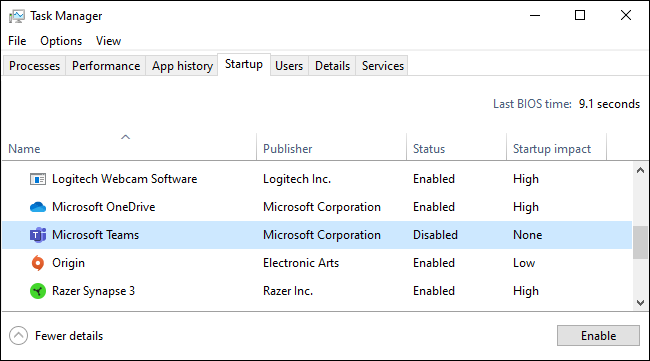 Task Manager
File Options View
Processes Performance App history Startup Users Details Services
Last BIOS time: 9.1 seconds
Name Publisher Status Startup impact
Logitech Webcam Software Logitech Inc. Enabled High
Microsoft OneDrive Microsoft Corporation Enabled High
Microsoft Teams Microsoft Corporation Disabled None
Origin Electronic Arts Enabled Low
Razer Synapse 3 Razer Inc. Enabled High
Fewer details Enable